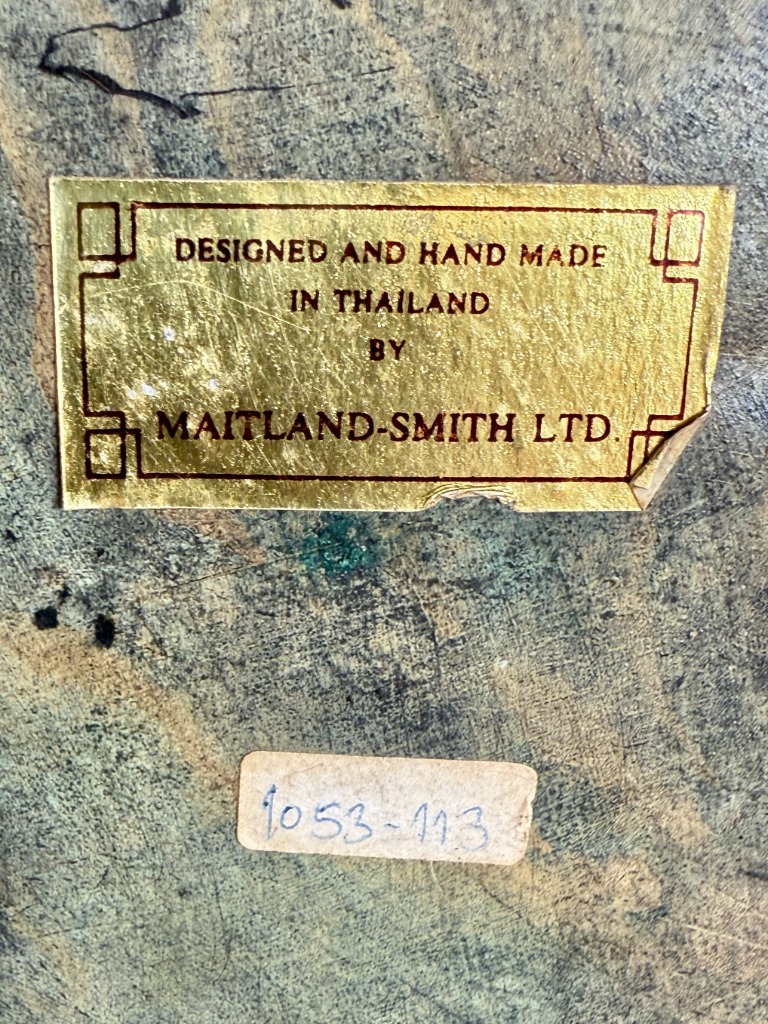 DESIGNED AND HAND MADE
IN THAILAND
BY
MAITLAND-SMITH LTD.
1053-113